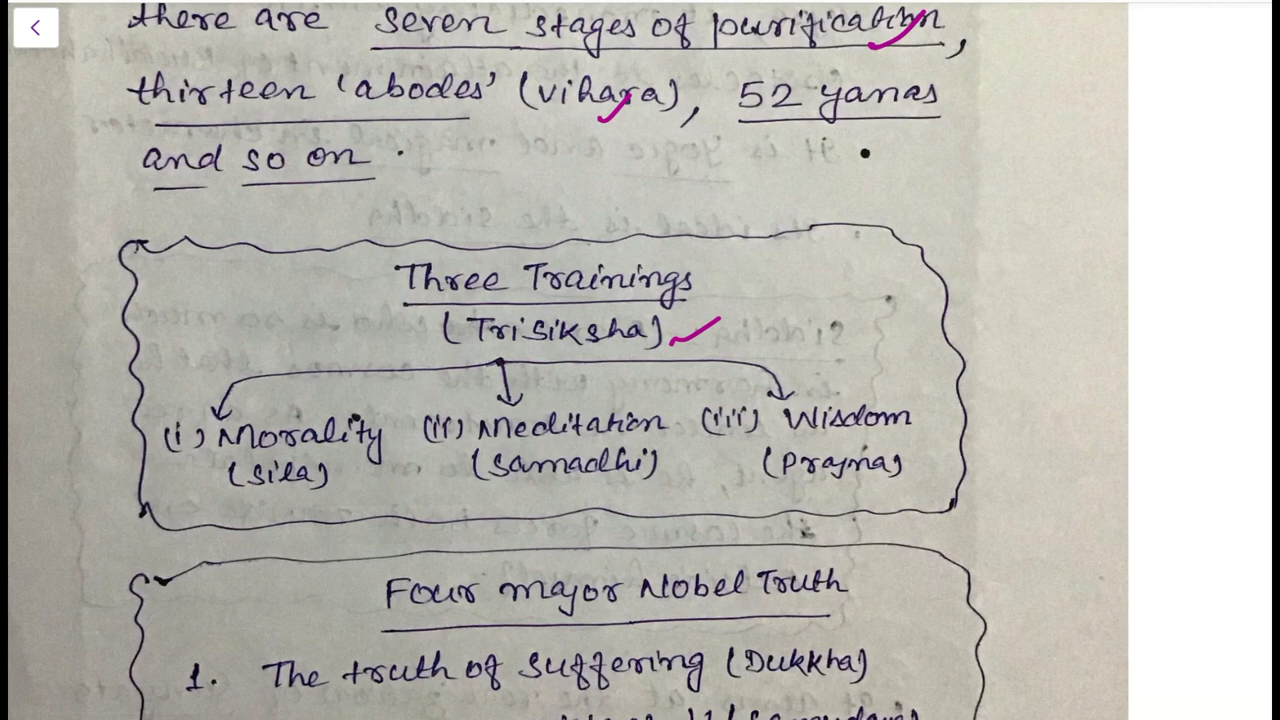 there are seven stages of purification,
thirteen 'abodes' (vihara), 52 yanas
and so on.
Three Trainings
(Trisiksha)
(i) Morality (ii) Meditation (iii) Wisdom
(Sila) (Samadhi) (Prajna)
Four major Nobel Truth
1. The truth of suffering (Dukkha)